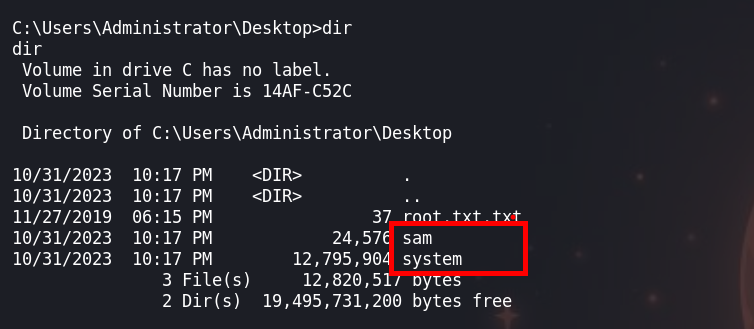 C:\Users\Administrator\Desktop>dir
dir
 Volume in drive C has no label.
 Volume Serial Number is 14AF-C52C

 Directory of C:\Users\Administrator\Desktop

10/31/2023  10:17 PM    <DIR>          .
10/31/2023  10:17 PM    <DIR>          ..
11/27/2019  06:15 PM                37 root.txt.txt
10/31/2023  10:17 PM            24,576 sam
10/31/2023  10:17 PM        12,795,904 system
               3 File(s)     12,820,517 bytes
               2 Dir(s)  19,495,731,200 bytes free